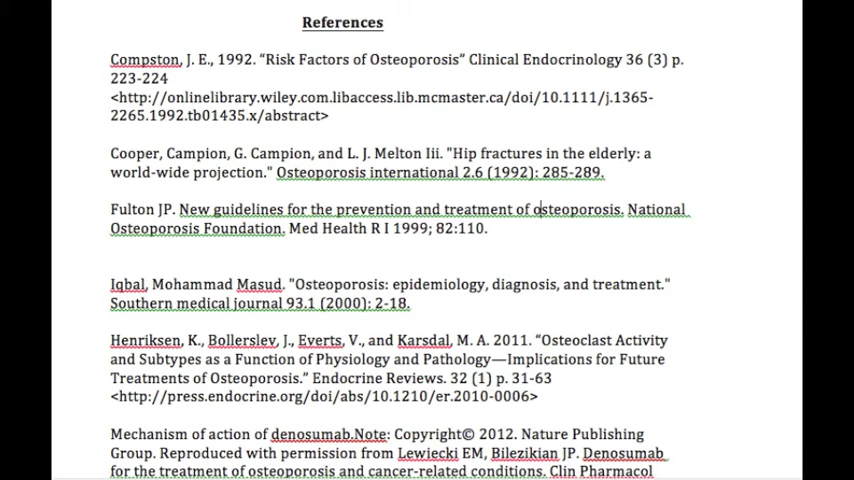 References
Compston, J. E., 1992. “Risk Factors of Osteoporosis” Clinical Endocrinology 36 (3) p.
223-224
<http://onlinelibrary.wiley.com.libaccess.lib.mcmaster.ca/doi/10.1111/j.1365-
2265.1992.tb01435.x/abstract>
Cooper, Campion, G. Campion, and L. J. Melton Iii. "Hip fractures in the elderly: a
world-wide projection." Osteoporosis international 2.6 (1992): 285-289.
Fulton JP. New guidelines for the prevention and treatment of osteoporosis. National
Osteoporosis Foundation. Med Health R I 1999; 82:110.
Iqbal, Mohammad Masud. "Osteoporosis: epidemiology, diagnosis, and treatment."
Southern medical journal 93.1 (2000): 2-18.
Henriksen, K., Bollerslev, J., Everts, V., and Karsdal, M. A. 2011. “Osteoclast Activity
and Subtypes as a Function of Physiology and Pathology—Implications for Future
Treatments of Osteoporosis.” Endocrine Reviews. 32 (1) p. 31-63
<http://press.endocrine.org/doi/abs/10.1210/er.2010-0006>
Mechanism of action of denosumab.Note: Copyright© 2012. Nature Publishing
Group. Reproduced with permission from Lewiecki EM, Bilezikian JP. Denosumab
for the treatment of osteoporosis and cancer-related conditions. Clin Pharmacol